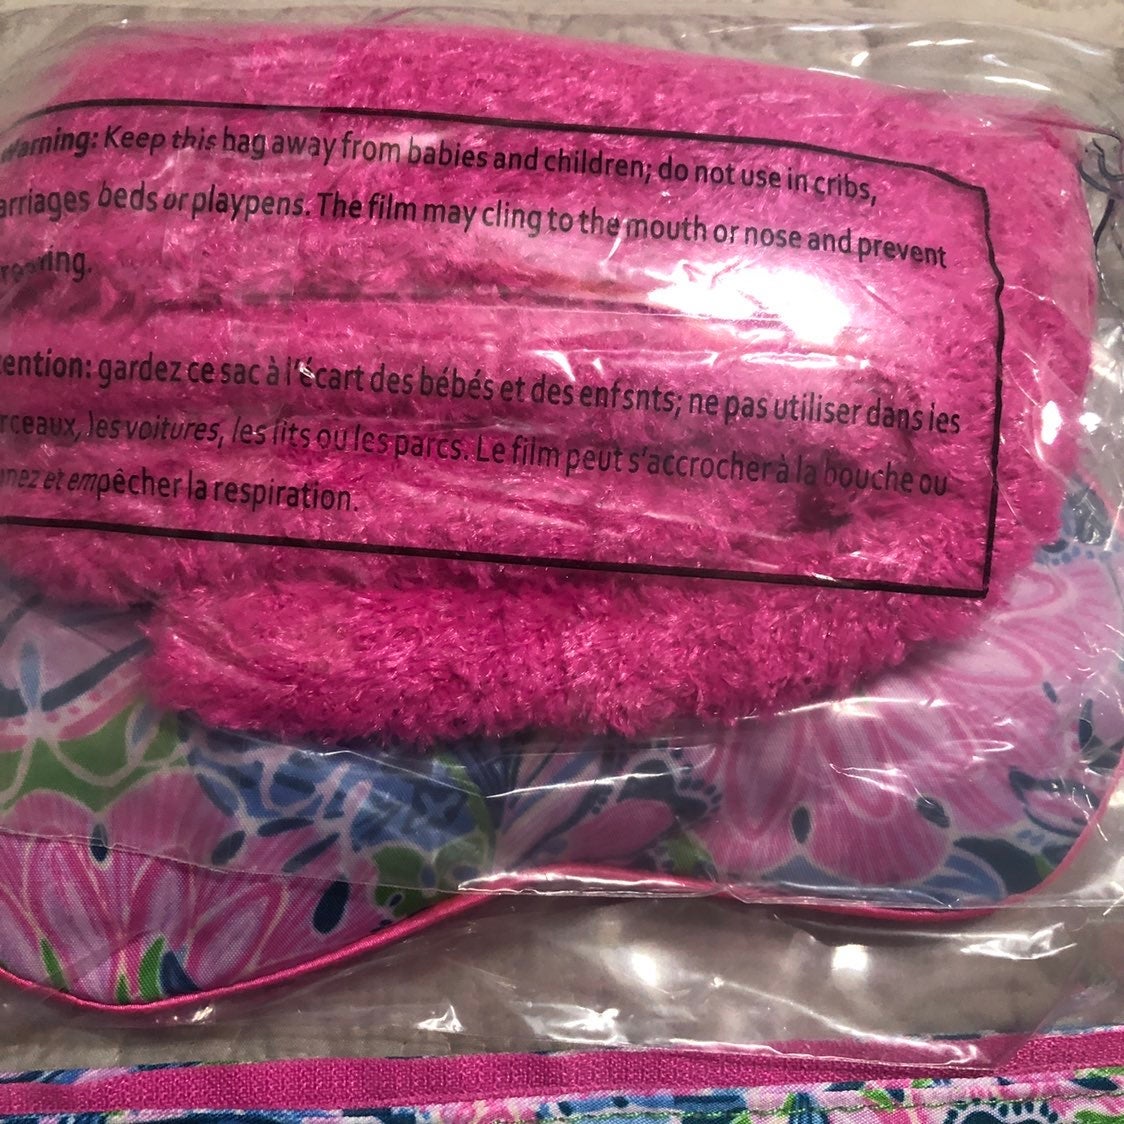 Warning: Keep this bag away from babies and children; do not use in cribs,
arriages beds or playpens. The film may cling to the mouth or nose and prevent
ention: gardez ce sac à l'écart des bébés et des enfsnts; ne pas utiliser dans les
rceaux, les voitures, les lits ou les parcs. Le film peut s'accrocher à la bouche ou
nez et empêcher la respiration.